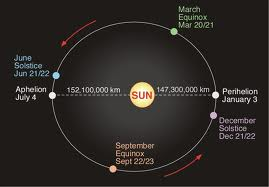 March
Equinox
Mar 20/21
June
Solstice
Jun 21/22
Aphelion
July 4
152,100,000 km
SUN
147,300,000 km
Perihelion
January 3
December
Solstice
Dec 21/22
September
Equinox
Sept 22/23